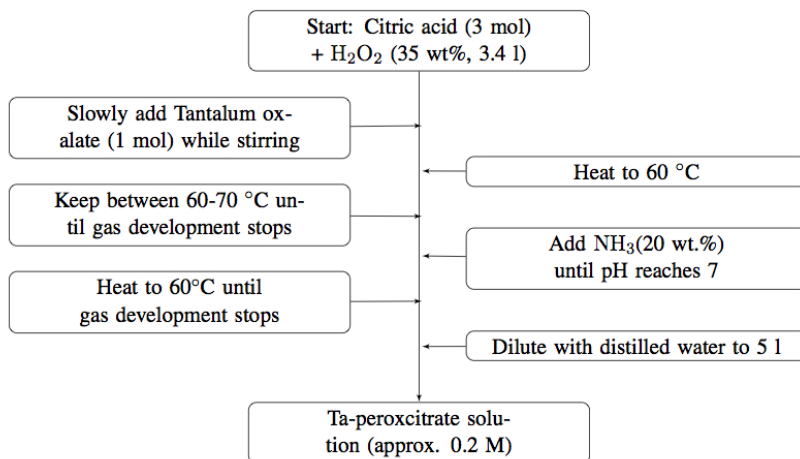 Start: Citric acid (3 mol)
+ H₂O₂ (35 wt%, 3.4 l)
Slowly add Tantalum ox-
alate (1 mol) while stirring
Heat to 60 °C
Keep between 60-70 °C un-
til gas development stops
Add NH₃(20 wt.%)
until pH reaches 7
Heat to 60°C until
gas development stops
Dilute with distilled water to 5 l
Ta-peroxcitrate solu-
tion (approx. 0.2 M)